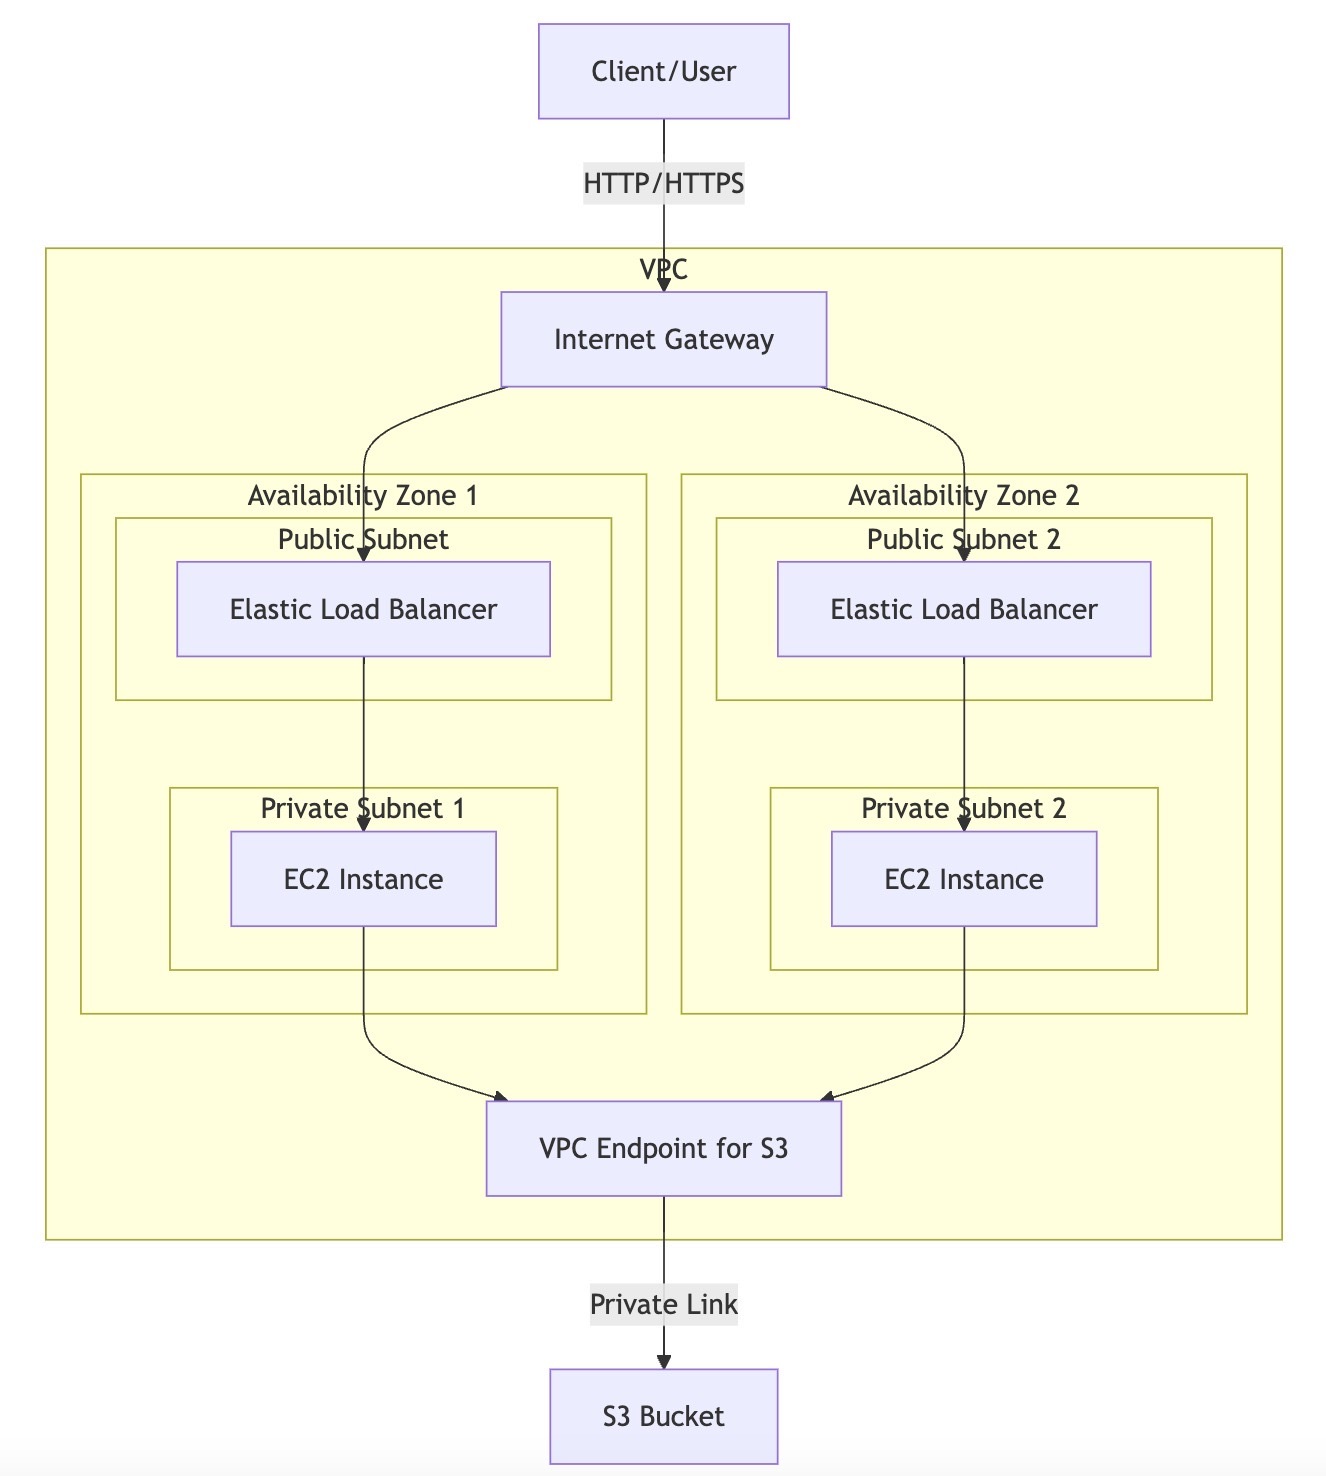 Client/User
HTTP/HTTPS
VPC
Internet Gateway
Availability Zone 1
Availability Zone 2
Public Subnet
Public Subnet 2
Elastic Load Balancer
Elastic Load Balancer
Private Subnet 1
Private Subnet 2
EC2 Instance
EC2 Instance
VPC Endpoint for S3
Private Link
S3 Bucket